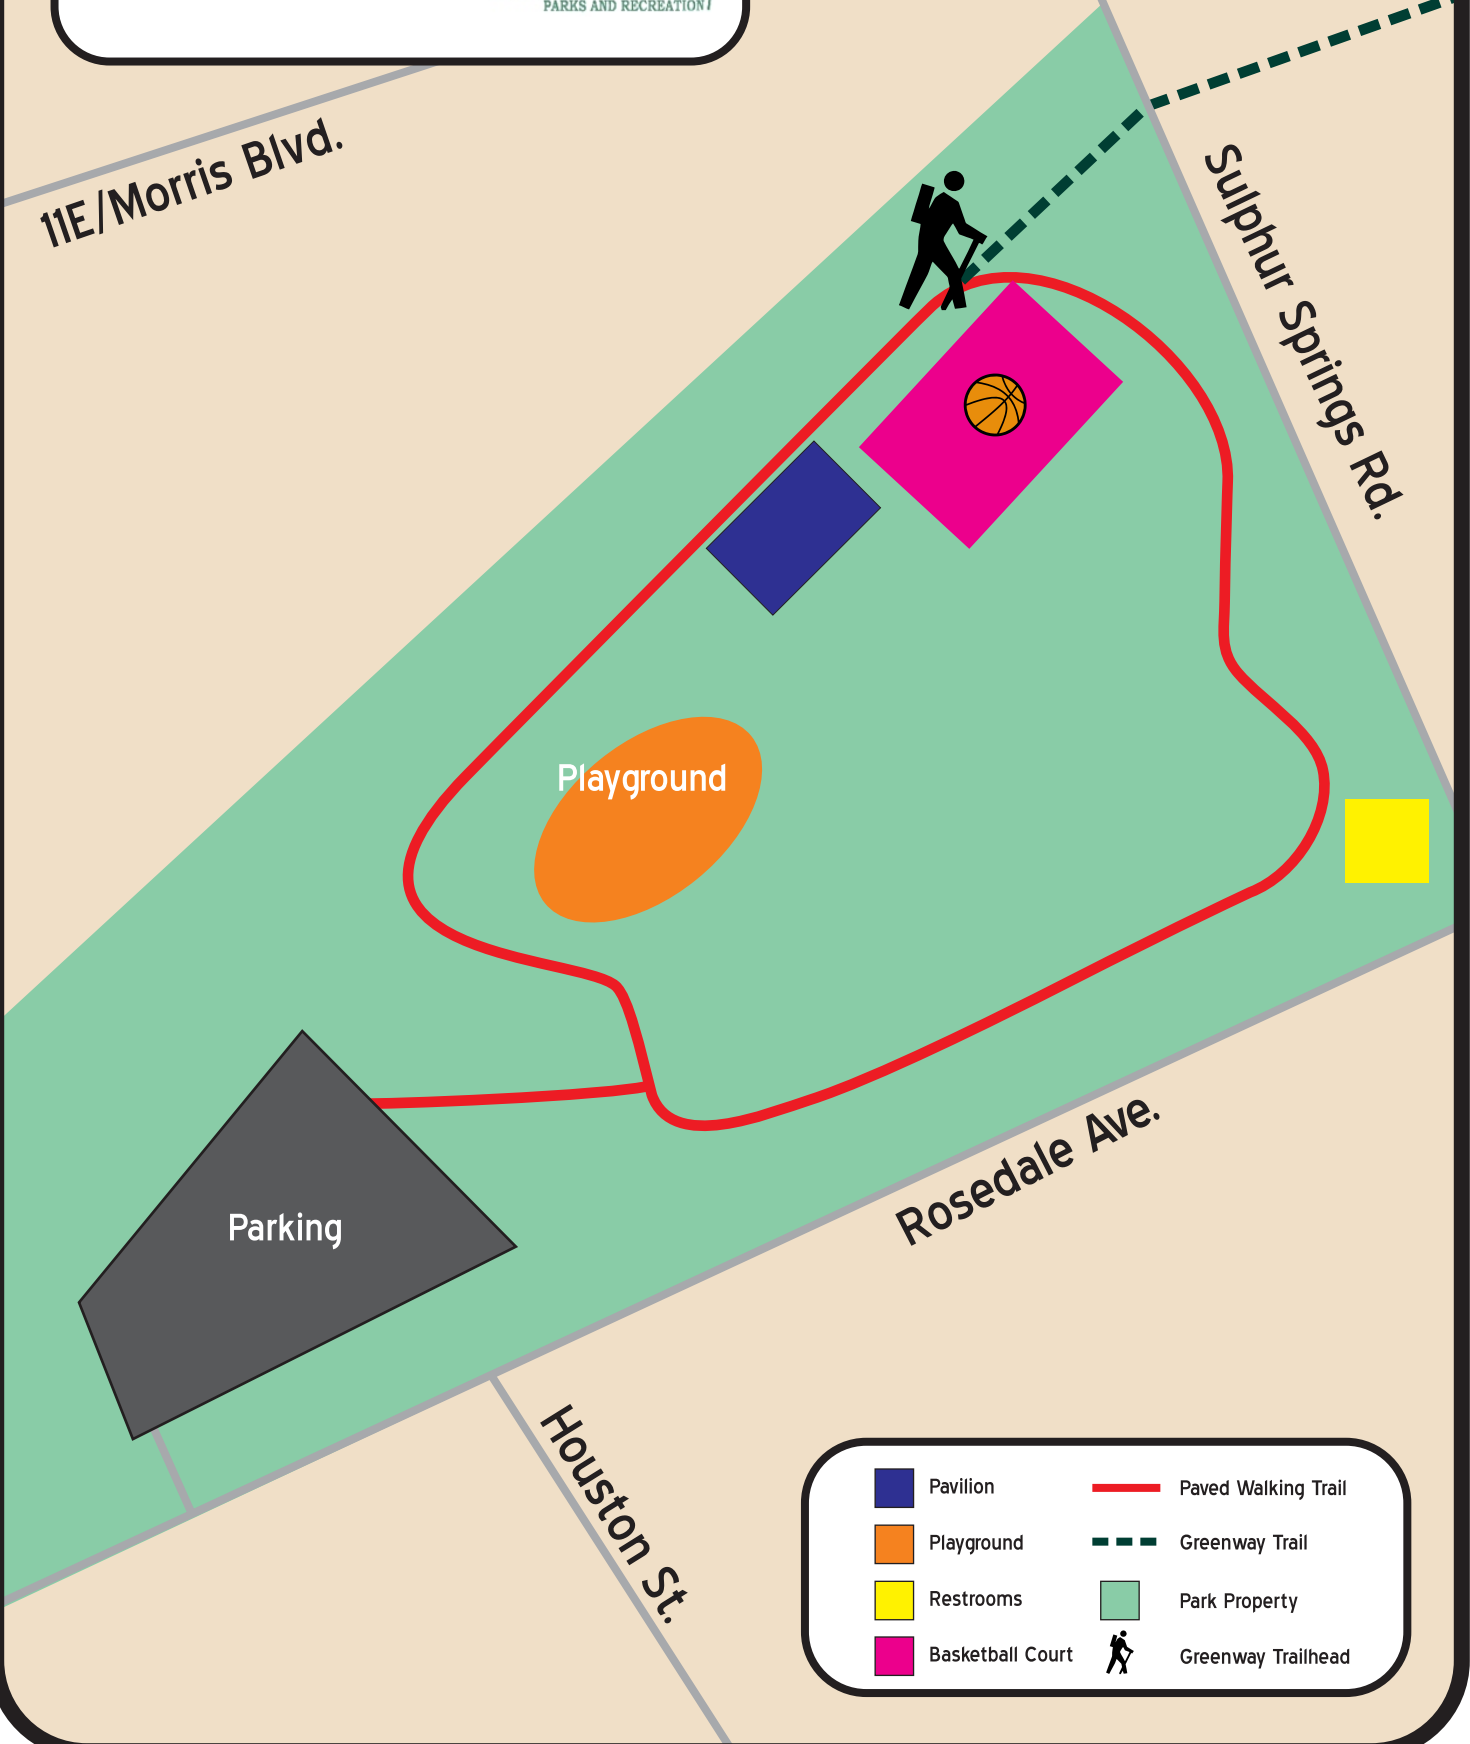 PARKS AND RECREATION
11E/Morris Blvd.
Sulphur Springs Rd.
Playground
Rosedale Ave.
Parking
Houston St.
Pavilion
Playground
Restrooms
Basketball Court
Paved Walking Trail
Greenway Trail
Park Property
Greenway Trailhead